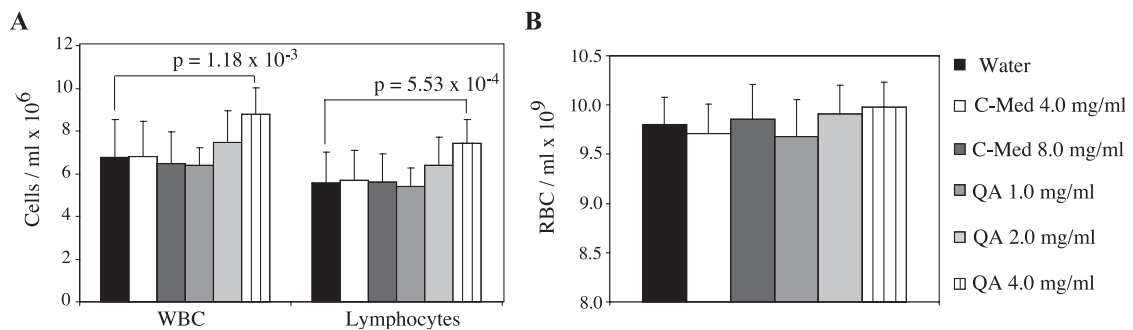 A
Cells / ml x 10⁶
12
10
8
6
4
2
0
p = 1.18 x 10⁻³
p = 5.53 x 10⁻⁴
WBC
Lymphocytes
B
RBC / ml x 10⁹
10.5
10.0
9.5
9.0
8.5
8.0
Water
C-Med 4.0 mg/ml
C-Med 8.0 mg/ml
QA 1.0 mg/ml
QA 2.0 mg/ml
QA 4.0 mg/ml